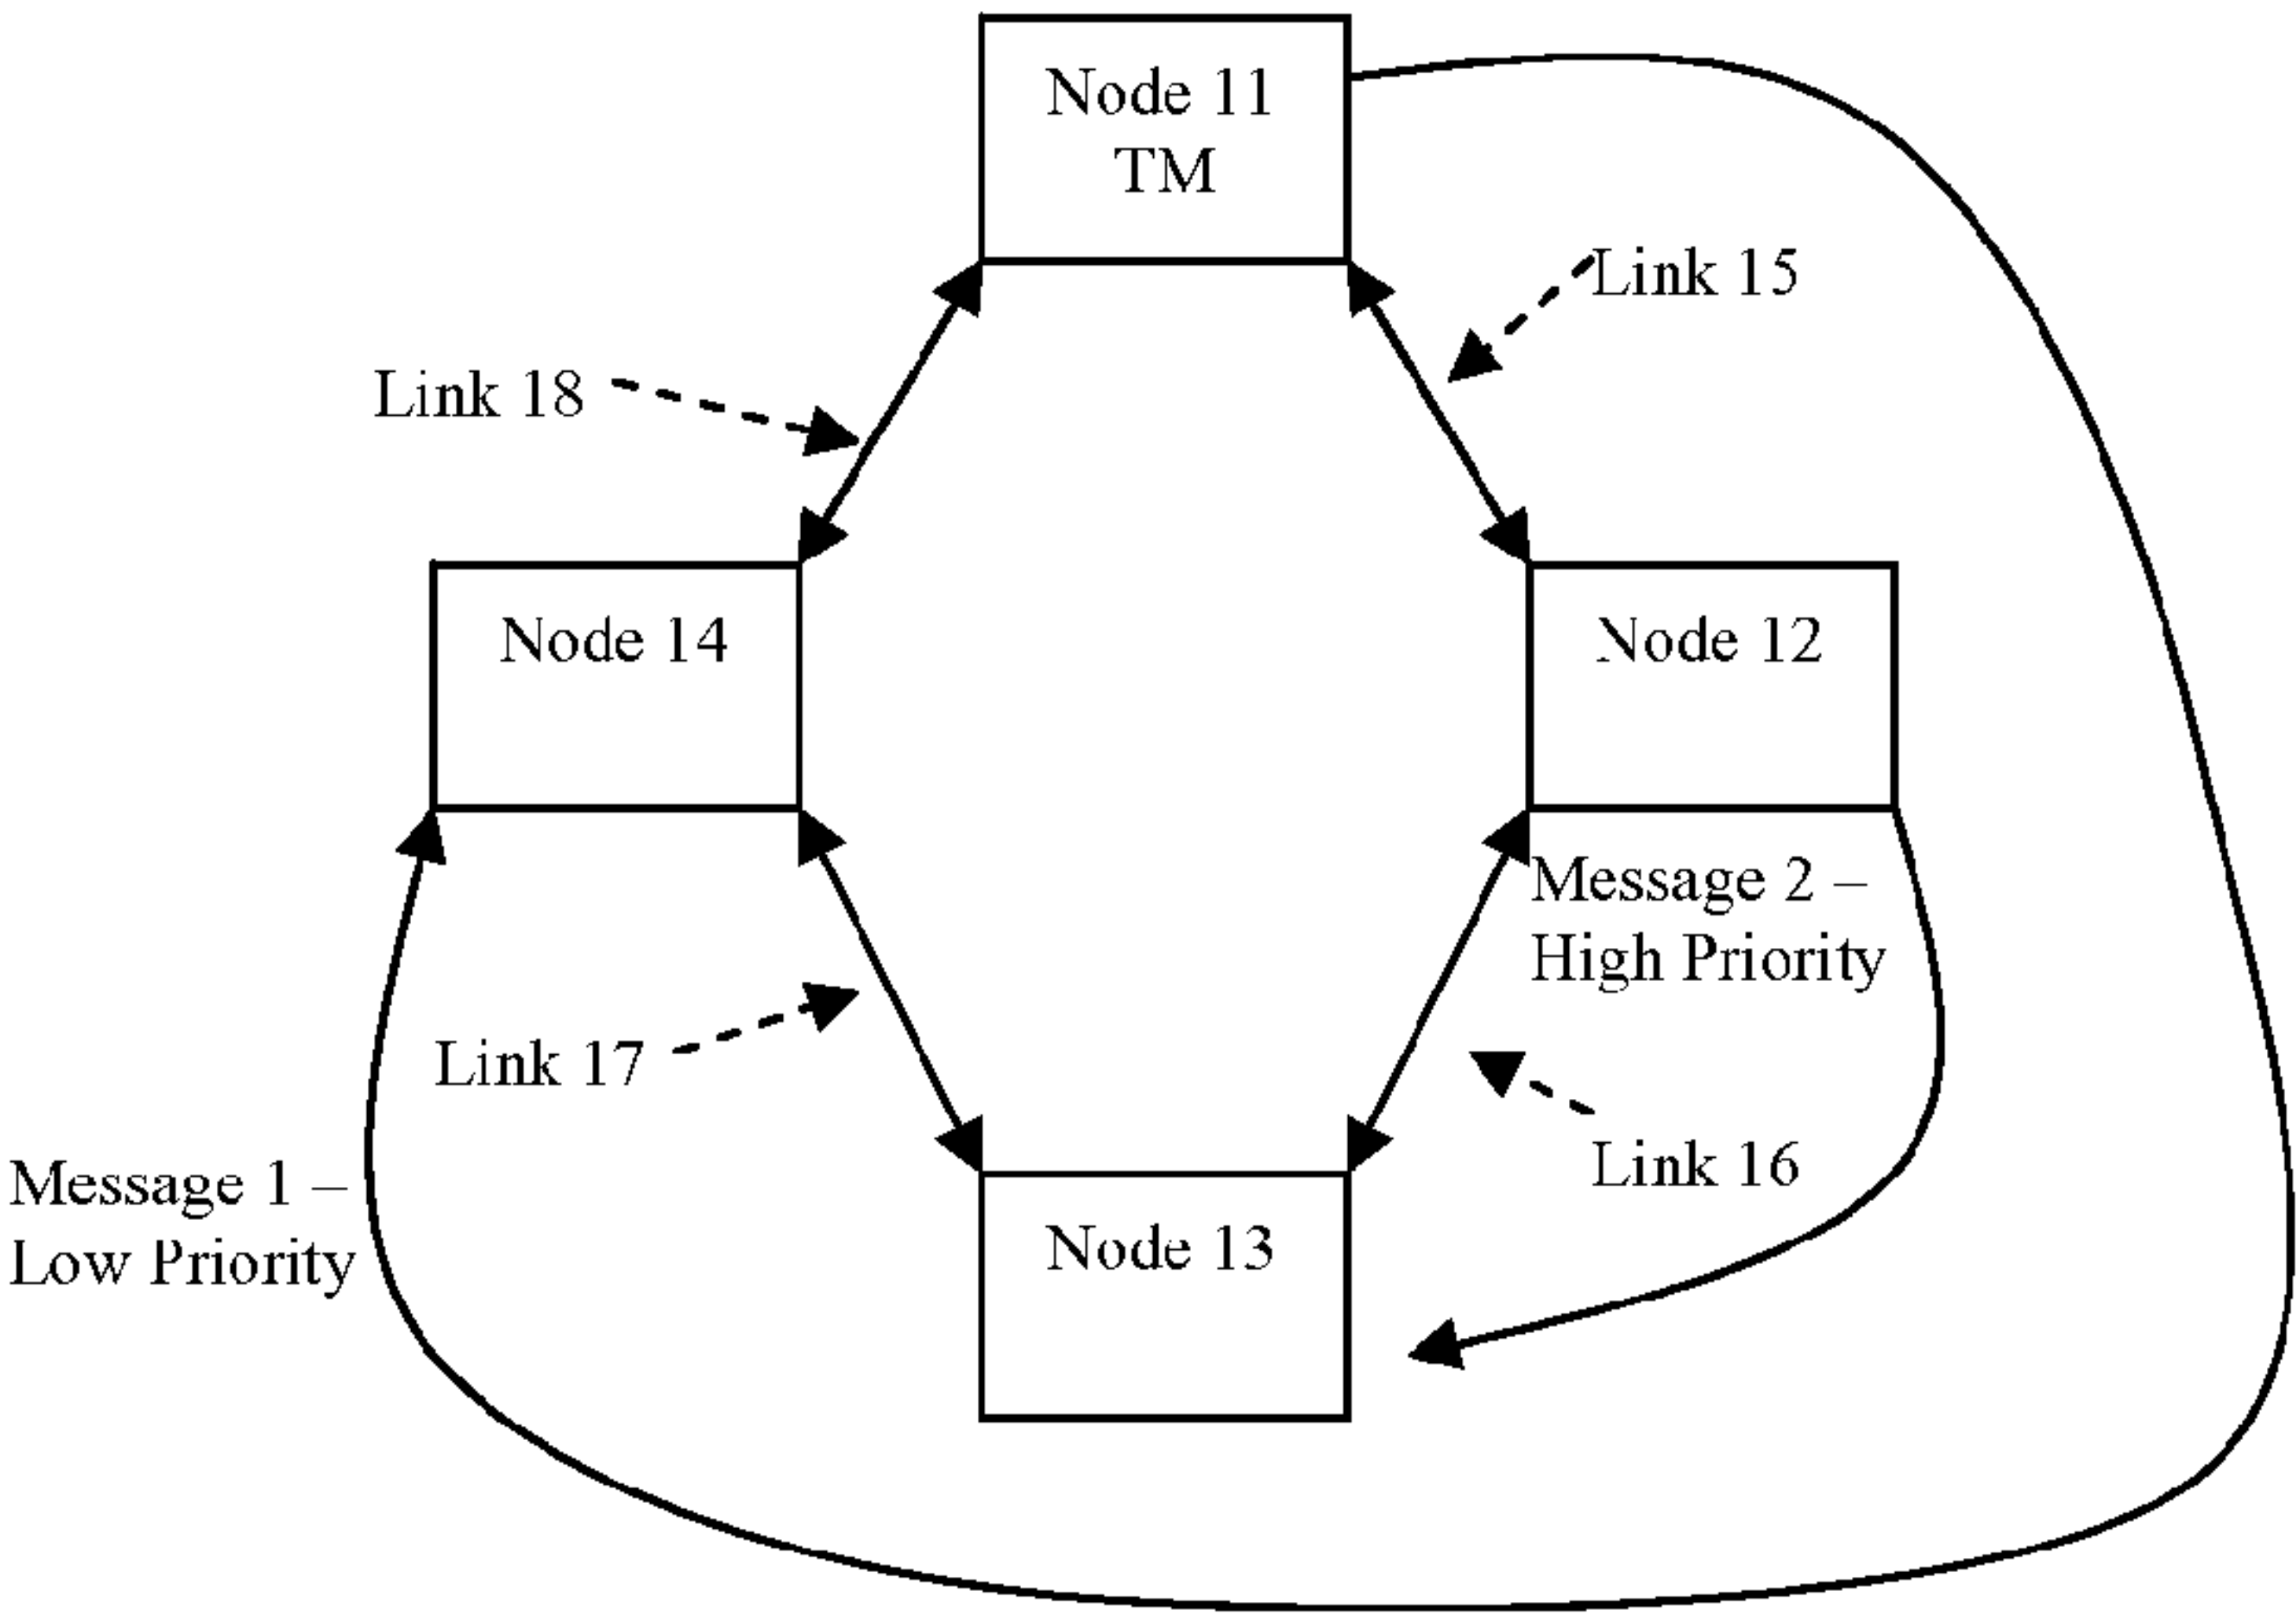 Node 11
TM
Link 15
Link 18
Node 14
Node 12
Message 2 –
High Priority
Link 17
Link 16
Message 1 –
Low Priority
Node 13